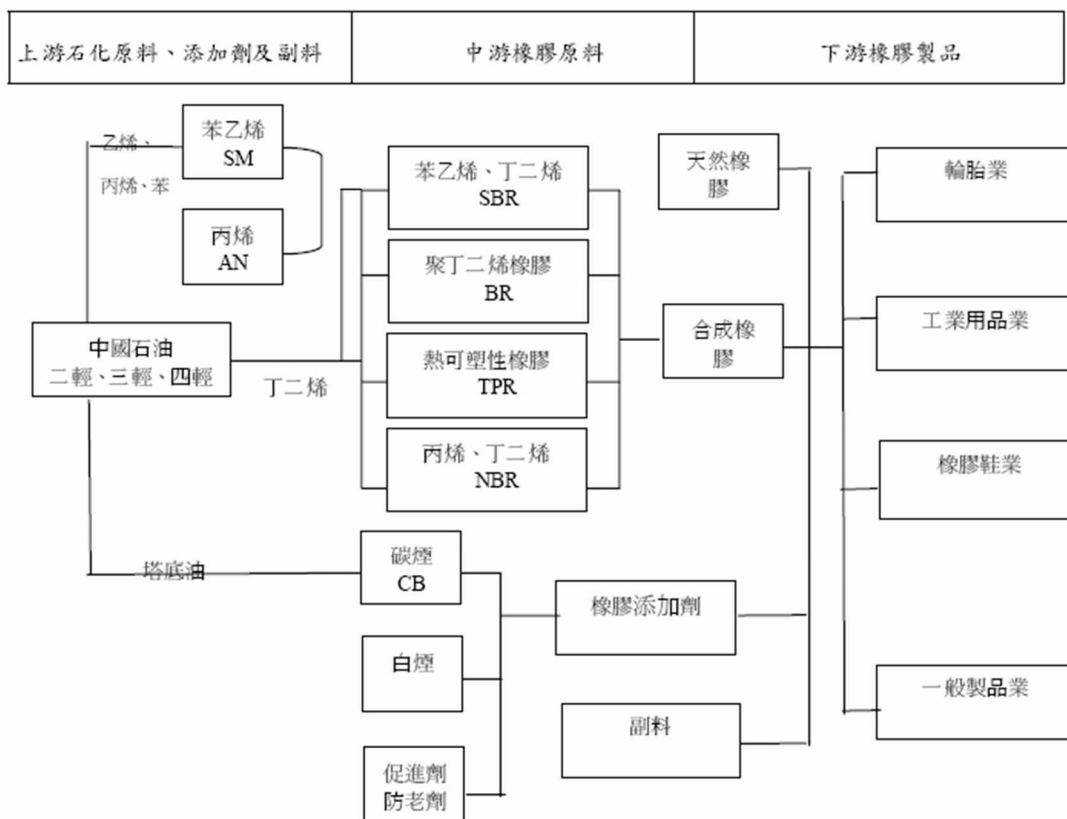 上游石化原料、添加劑及副料
中游橡膠原料
下游橡膠製品
乙烯、
丙烯、苯
苯乙烯
SM
丙烯
AN
中國石油
二輕、三輕、四輕
丁二烯
塔底油
苯乙烯、丁二烯
SBR
聚丁二烯橡膠
BR
熱可塑性橡膠
TPR
丙烯、丁二烯
NBR
碳煙
CB
白煙
促進劑
防老劑
天然橡
膠
合成橡
膠
橡膠添加劑
副料
輪胎業
工業用品業
橡膠鞋業
一般製品業